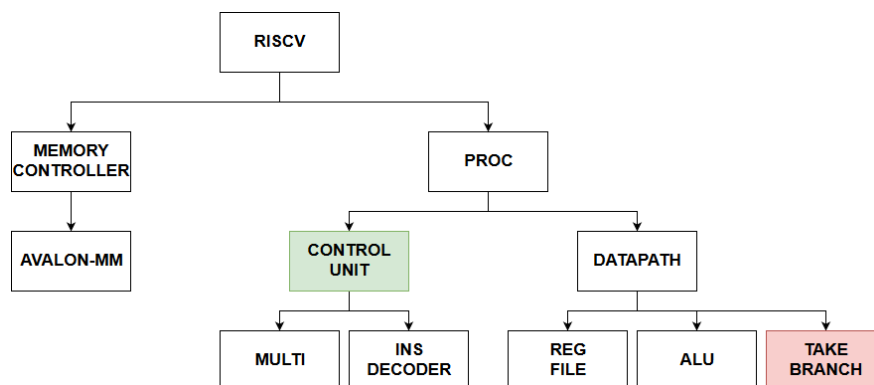 RISCV
MEMORY
CONTROLLER
PROC
AVALON-MM
CONTROL
UNIT
DATAPATH
MULTI
INS
DECODER
REG
FILE
ALU
TAKE
BRANCH